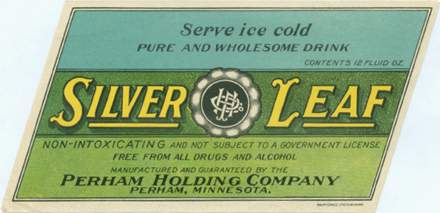 Serve ice cold
PURE AND WHOLESOME DRINK
CONTENTS 12 FLUID OZ.
SILVER LEAF
NON-INTOXICATING AND NOT SUBJECT TO A GOVERNMENT LICENSE
FREE FROM ALL DRUGS AND ALCOHOL
MANUFACTURED AND GUARANTEED BY THE
PERHAM HOLDING COMPANY
PERHAM, MINNESOTA.